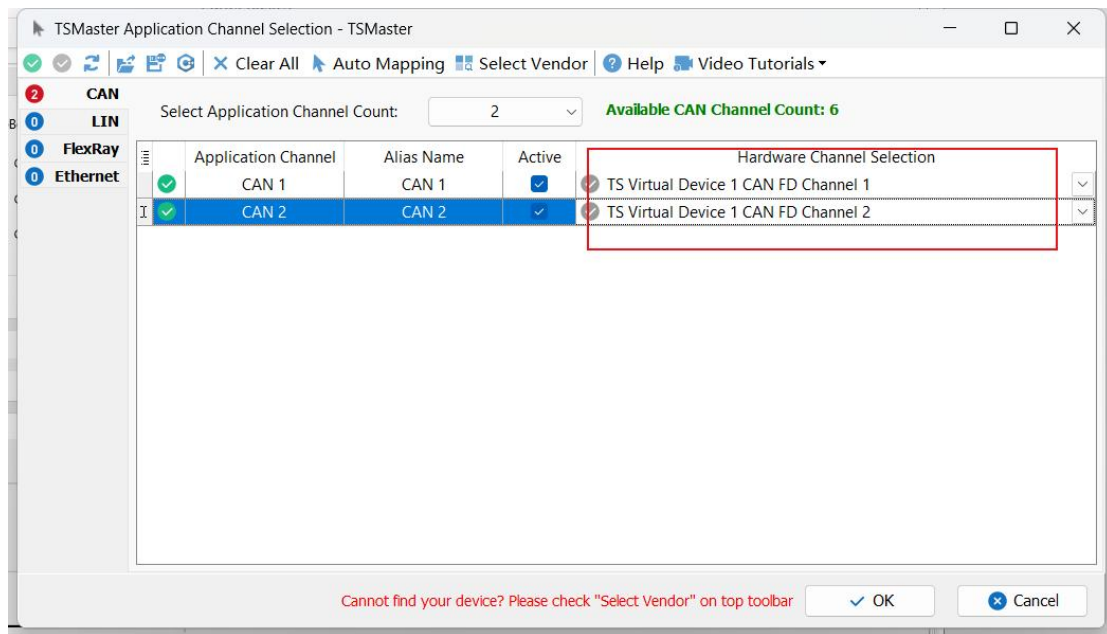 TSMaster Application Channel Selection - TSMaster
Clear All Auto Mapping Select Vendor Help Video Tutorials
2 CAN
0 LIN
0 FlexRay
0 Ethernet
Select Application Channel Count: 2 Available CAN Channel Count: 6
Application Channel Alias Name Active Hardware Channel Selection
CAN 1 CAN 1 TS Virtual Device 1 CAN FD Channel 1
CAN 2 CAN 2 TS Virtual Device 1 CAN FD Channel 2
Cannot find your device? Please check "Select Vendor" on top toolbar OK Cancel